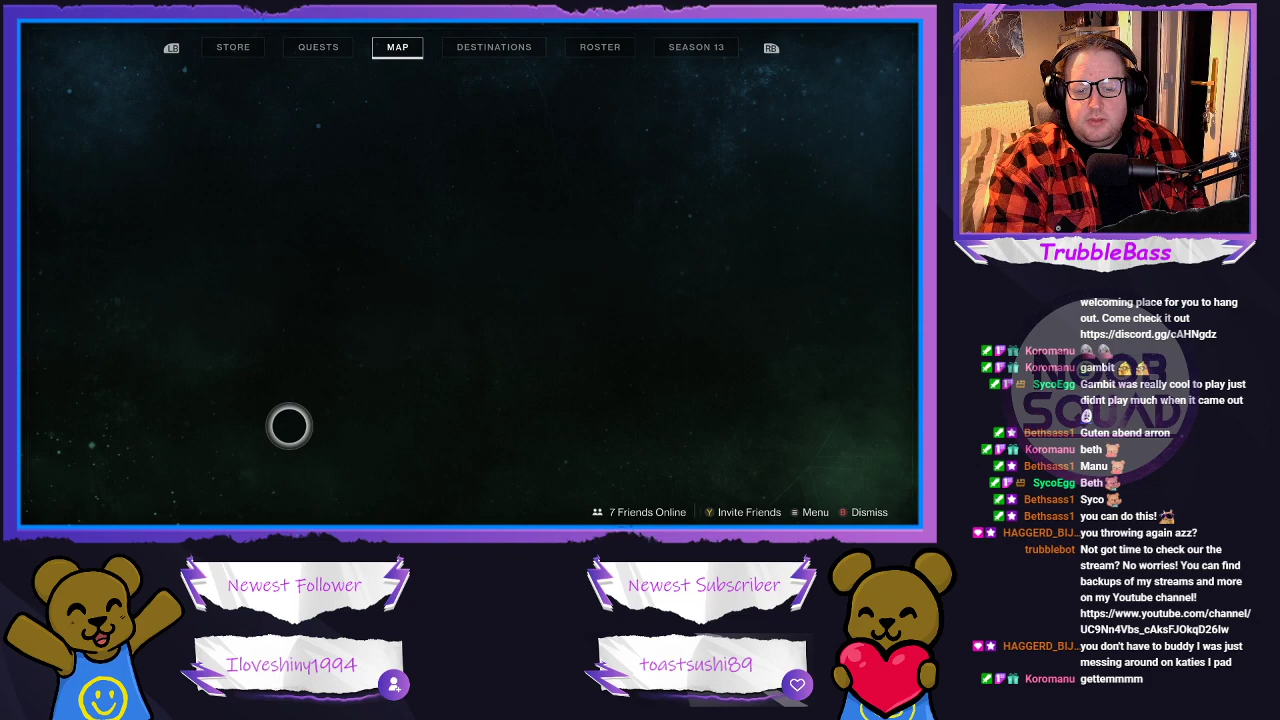 LB STORE QUESTS MAP DESTINATIONS ROSTER SEASON 13 RB
7 Friends Online Y Invite Friends Menu B Dismiss
TrubbleBass
NOOB
SQUAD
welcoming place for you to hang
out. Come check it out
https://discord.gg/cAHNgdz
Koromanu
Koromanu gambit
SycoEgg Gambit was really cool to play just
didnt play much when it came out
Bethsass1 Guten abend arron
Koromanu beth
Bethsass1 Manu
SycoEgg Beth
Bethsass1 Syco
Bethsass1 you can do this!
HAGGERD_BIJ... you throwing again azz?
trubblebot Not got time to check our the
stream? No worries! You can find
backups of my streams and more
on my Youtube channel!
https://www.youtube.com/channel/
UC9Nn4Vbs_cAksFJOkqD26Iw
HAGGERD_BIJ... you don't have to buddy I was just
messing around on katies I pad
Koromanu gettemmmm
Newest Follower
Iloveshiny1994
Newest Subscriber
toastsushi89